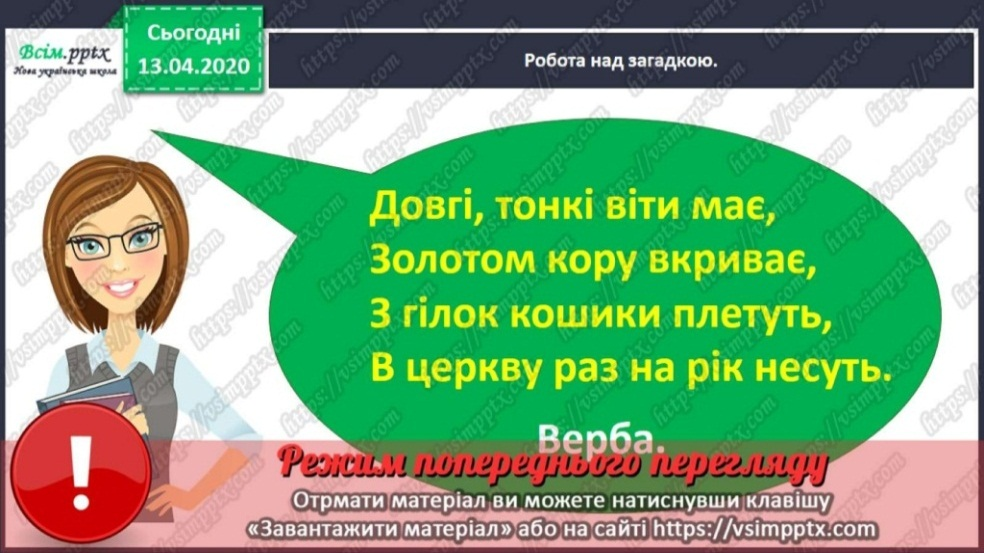 Всім.pptx
Нова українська школа
Сьогодні
13.04.2020
Робота над загадкою.
Довгі, тонкі віти має,
Золотом кору вкриває,
З гілок кошики плетуть,
В церкву раз на рік несуть.
Верба.
Режим попереднього перегляду
Отрмати матеріал ви можете натиснувши клавішу
«Завантажити матеріал» або на сайті https://vsimpptx.com